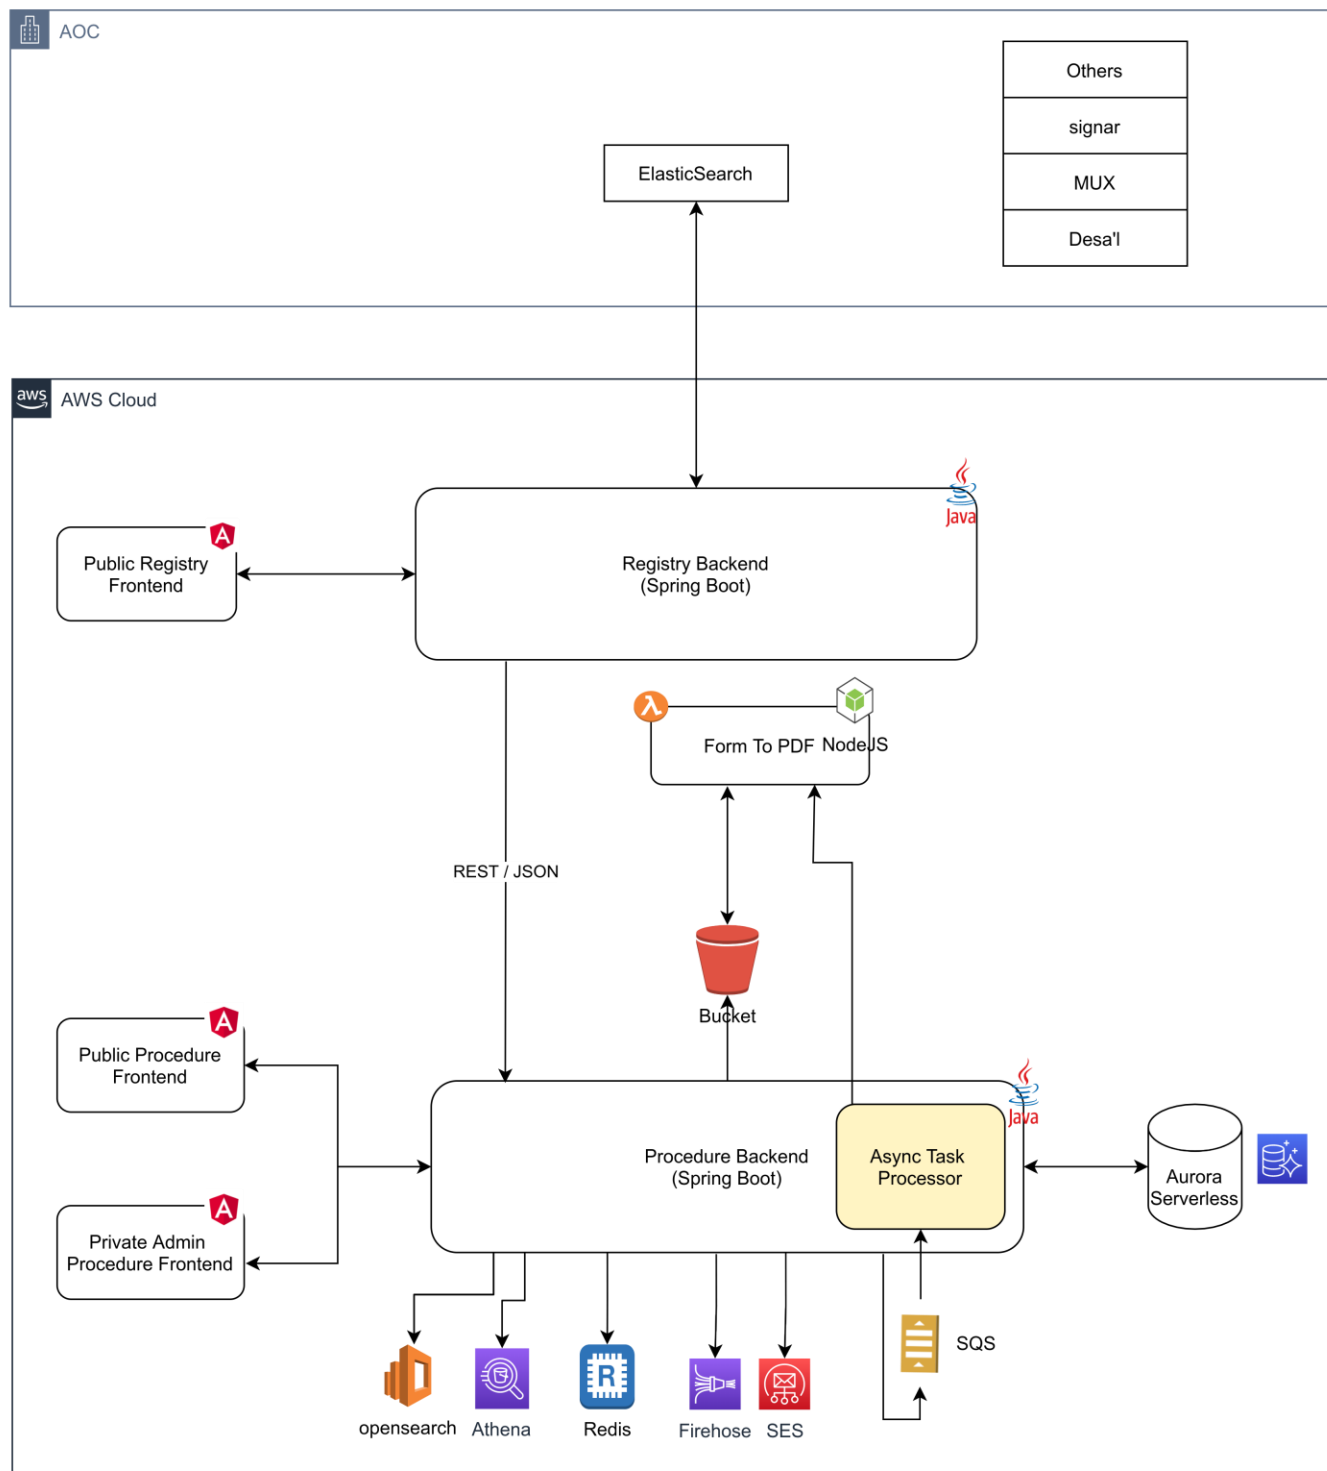 AOC
Others
signar
MUX
Desa'l
ElasticSearch
aws
AWS Cloud
Java
Public Registry
Frontend
Registry Backend
(Spring Boot)
Form To PDF
NodeJS
REST / JSON
Bucket
Public Procedure
Frontend
Java
Procedure Backend
(Spring Boot)
Async Task
Processor
Aurora
Serverless
Private Admin
Procedure Frontend
SQS
R
opensearch
Athena
Redis
Firehose
SES